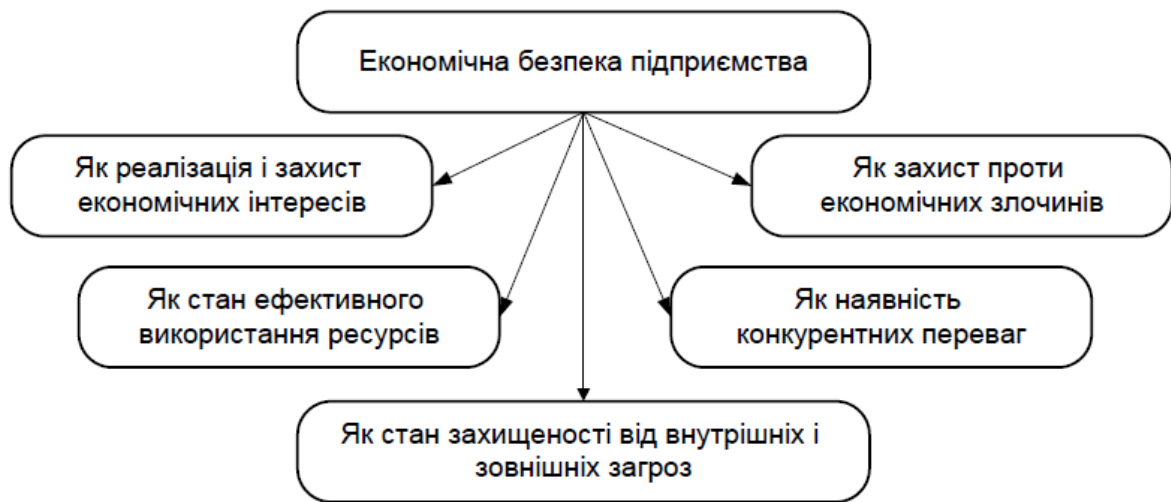 Економічна безпека підприємства
Як реалізація і захист
економічних інтересів
Як захист проти
економічних злочинів
Як стан ефективного
використання ресурсів
Як наявність
конкурентних переваг
Як стан захищеності від внутрішніх і
зовнішніх загроз